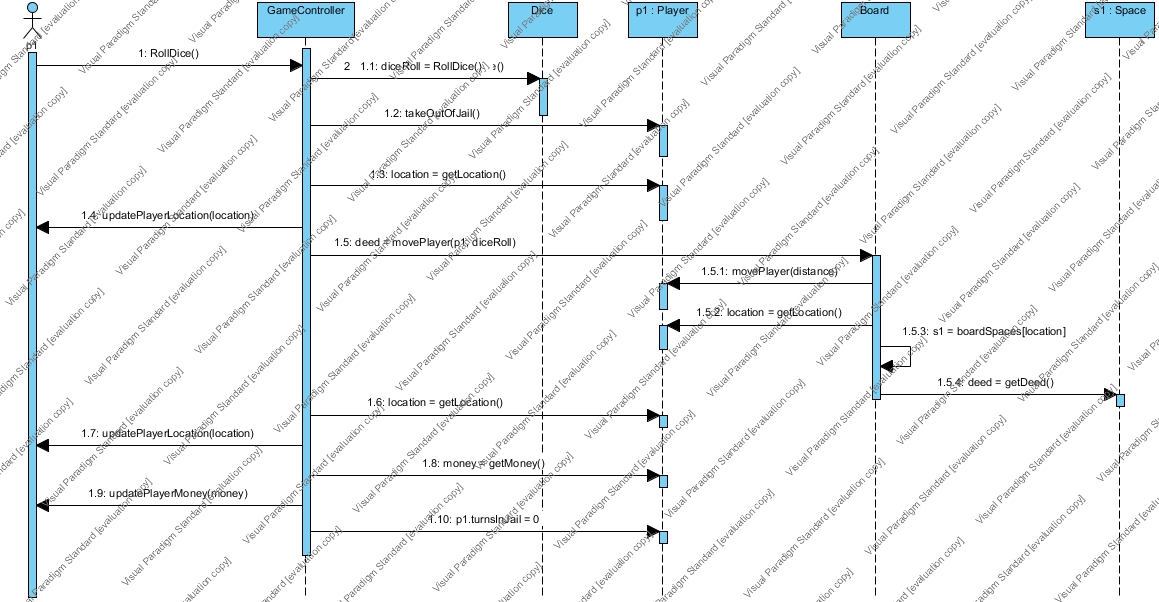 GameController
Dice
p1 : Player
Board
s1 : Space
1: RollDice()
2 1.1: diceRoll = RollDice()
1.2: takeOutOfJail()
1.3: location = getLocation()
1.4: updatePlayerLocation(location)
1.5: deed = movePlayer(p1, diceRoll)
1.5.1: movePlayer(distance)
1.5.2: location = getLocation()
1.5.3: s1 = boardSpaces[location]
1.5.4: deed = getDeed()
1.6: location = getLocation()
1.7: updatePlayerLocation(location)
1.8: money = getMoney()
1.9: updatePlayerMoney(money)
1.10: p1.turnsInJail = 0
Visual Paradigm Standard [evaluation copy]